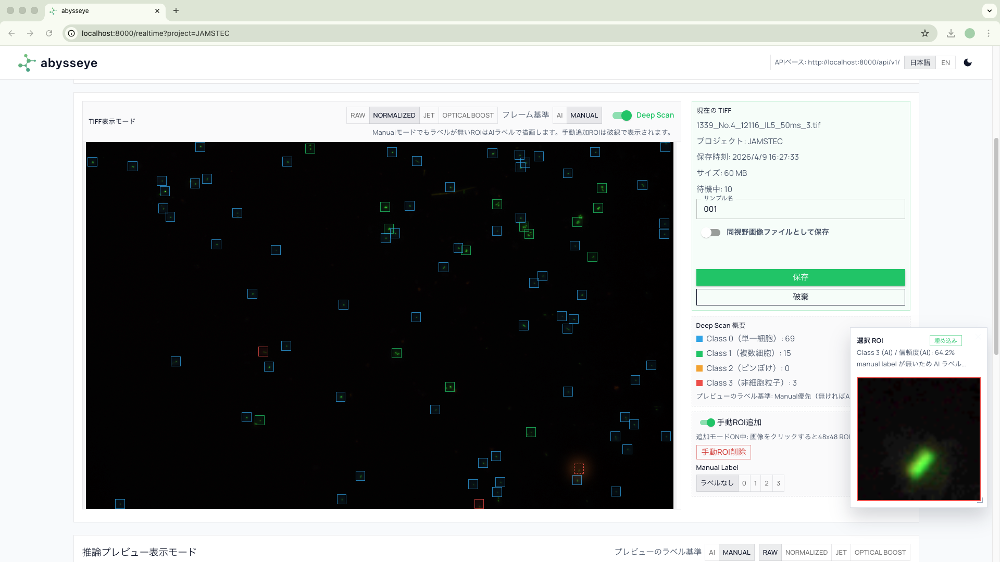 abysseye
localhost:8000/realtime?project=JAMSTEC
abysseye
APIベース: http://localhost:8000/api/v1/
日本語
EN
TIFF表示モード
RAW
NORMALIZED
JET
OPTICAL BOOST
フレーム基準
AI
MANUAL
Deep Scan
Manualモードでもラベルが無いROIはAIラベルで描画します。手動追加ROIは破線で表示されます。
現在の TIFF
1339_No.4_12116_IL5_50ms_3.tif
プロジェクト: JAMSTEC
保存時刻: 2026/4/9 16:27:33
サイズ: 60 MB
待機中: 10
サンプル名
001
同視野画像ファイルとして保存
保存
破棄
Deep Scan 概要
Class 0（単一細胞）: 69
Class 1（複数細胞）: 15
Class 2（ピンぼけ）: 0
Class 3（非細胞粒子）: 3
プレビューのラベル基準: Manual優先（無ければA
手動ROI追加
追加モードON中: 画像をクリックすると48x48 ROI
手動ROI削除
Manual Label
ラベルなし
0
1
2
3
選択 ROI
埋め込み
Class 3 (AI) / 信頼度(AI): 64.2%
manual label が無いため AI ラベル...
推論プレビュー表示モード
プレビューのラベル基準
AI
MANUAL
RAW
NORMALIZED
JET
OPTICAL BOOST